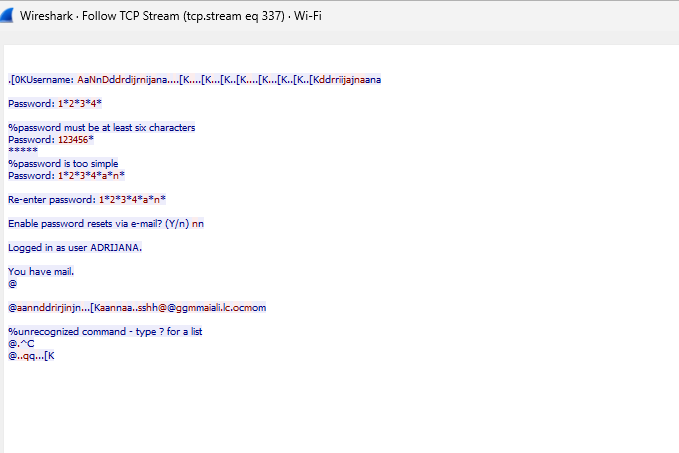 Wireshark · Follow TCP Stream (tcp.stream eq 337) · Wi-Fi
.[0KUsername: AaNnDddrdijrnijana....[K....[K...[K..[K..[K....[K...[K..[K..[Kddrriijajnaana
Password: 1*2*3*4*
%password must be at least six characters
Password: 123456*
*****
%password is too simple
Password: 1*2*3*4*a*n*
Re-enter password: 1*2*3*4*a*n*
Enable password resets via e-mail? (Y/n) nn
Logged in as user ADRIJANA.
You have mail.
@
@aannddrirjinjn...[Kaannaa..sshh@@ggmmaiali.lc.ocmom
%unrecognized command - type ? for a list
@.^C
@..qq...[K